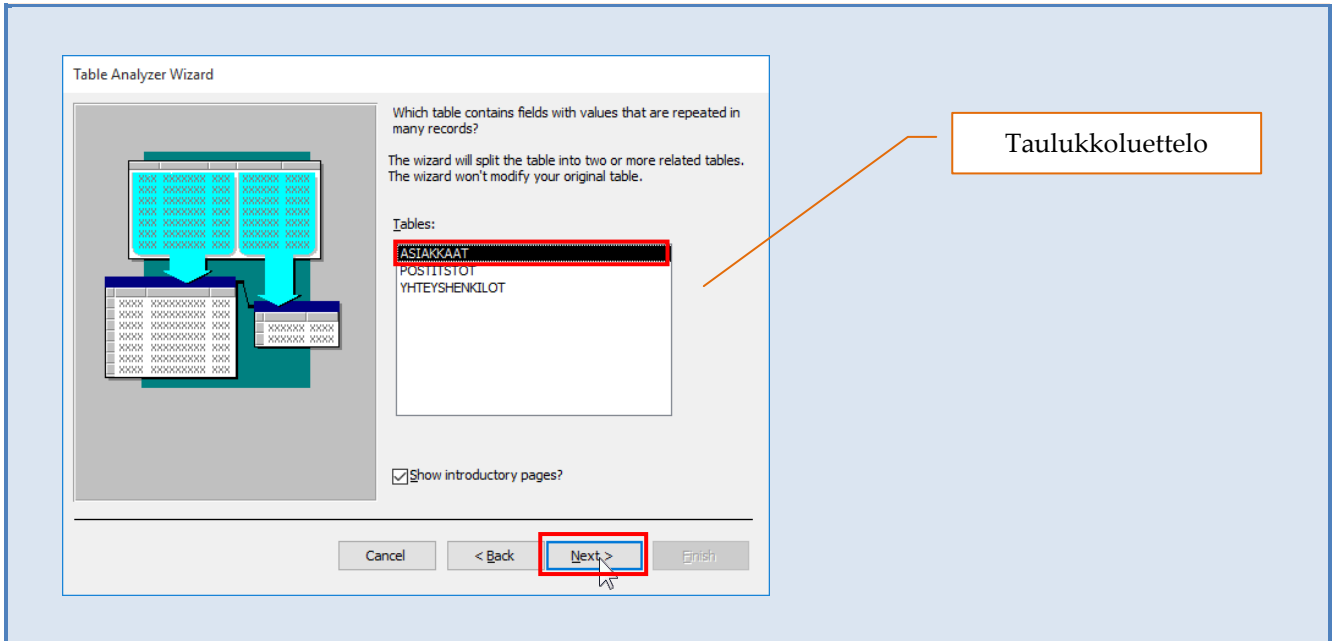 Table Analyzer Wizard
Which table contains fields with values that are repeated in
many records?
The wizard will split the table into two or more related tables.
The wizard won't modify your original table.
Tables:
ASIAKKAAT
POSTITSTOT
YHTEYSHENKILOT
Show introductory pages?
Cancel
< Back
Next >
Finish
Taulukkoluettelo